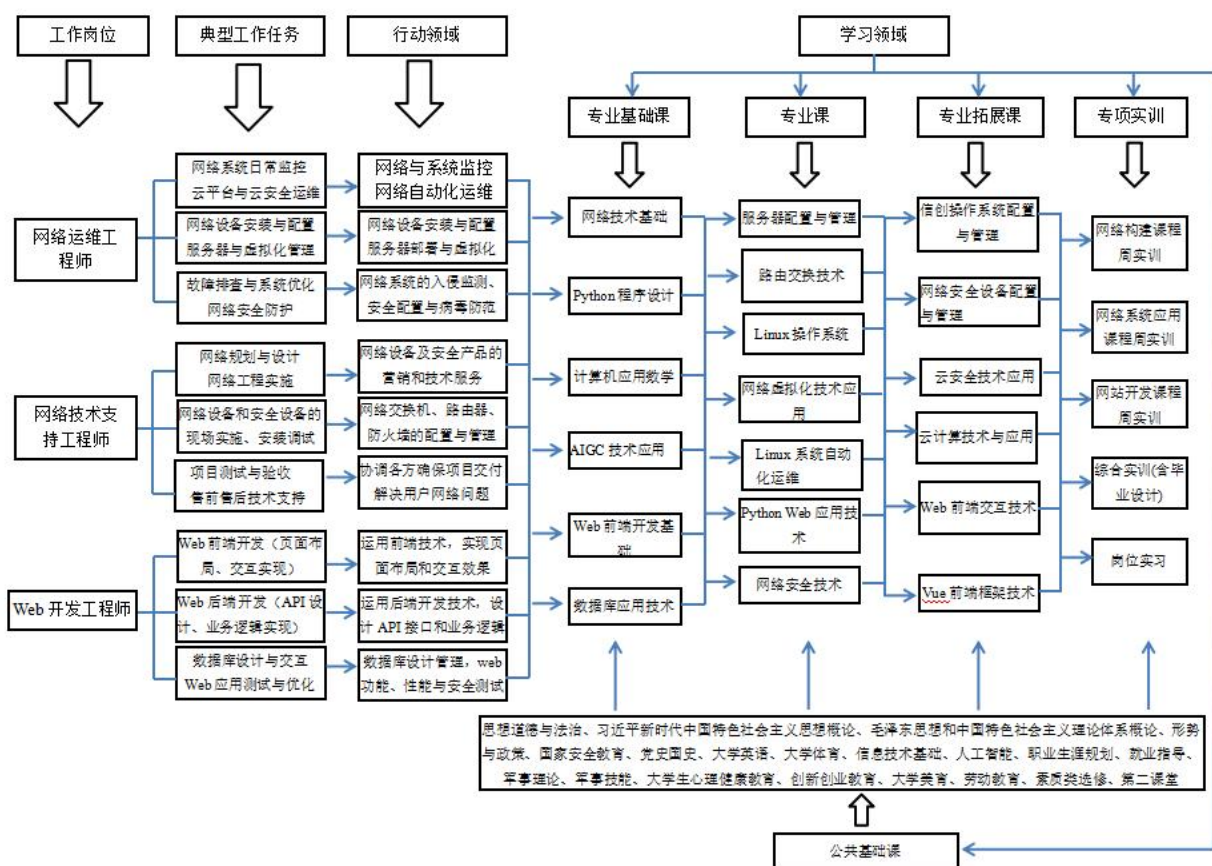 工作岗位
典型工作任务
行动领域
学习领域
专业基础课
专业课
专业拓展课
专项实训
网络运维工
程师
网络系统日常监控
云平台与云安全运维
网络与系统监控
网络自动化运维
网络设备安装与配置
服务器与虚拟化管理
网络设备安装与配置
服务器部署与虚拟化
故障排查与系统优化
网络安全防护
网络系统的入侵监测、
安全配置与病毒防范
网络技术支
持工程师
网络规划与设计
网络工程实施
网络设备及安全产品的
营销和技术服务
网络设备和安全设备的
现场实施、安装调试
网络交换机、路由器、
防火墙的配置与管理
项目测试与验收
售前售后技术支持
协调各方确保项目交付
解决用户网络问题
Web 开发工程师
Web 前端开发（页面布
局、交互实现）
运用前端技术，实现页
面布局和交互效果
Web 后端开发（API 设
计、业务逻辑实现）
运用后端开发技术，设
计 API 接口和业务逻辑
数据库设计与交互
Web 应用测试与优化
数据库设计管理，web
功能、性能与安全测试
网络技术基础
Python 程序设计
计算机应用数学
AIGC 技术应用
Web 前端开发基
础
数据库应用技术
服务器配置与管理
路由交换技术
Linux 操作系统
网络虚拟化技术应
用
Linux 系统自动
化运维
Python Web 应用技
术
网络安全技术
信创操作系统配置
与管理
网络安全设备配置
与管理
云安全技术应用
云计算技术与应用
Web 前端交互技术
Vue 前端框架技术
网络构建课程
周实训
网络系统应用
课程周实训
网站开发课程
周实训
综合实训(含毕
业设计)
岗位实习
思想道德与法治、习近平新时代中国特色社会主义思想概论、毛泽东思想和中国特色社会主义理论体系概论、形势
与政策、国家安全教育、党史国史、大学英语、大学体育、信息技术基础、人工智能、职业生涯规划、就业指导、
军事理论、军事技能、大学生心理健康教育、创新创业教育、大学美育、劳动教育、素质类选修、第二课堂
公共基础课